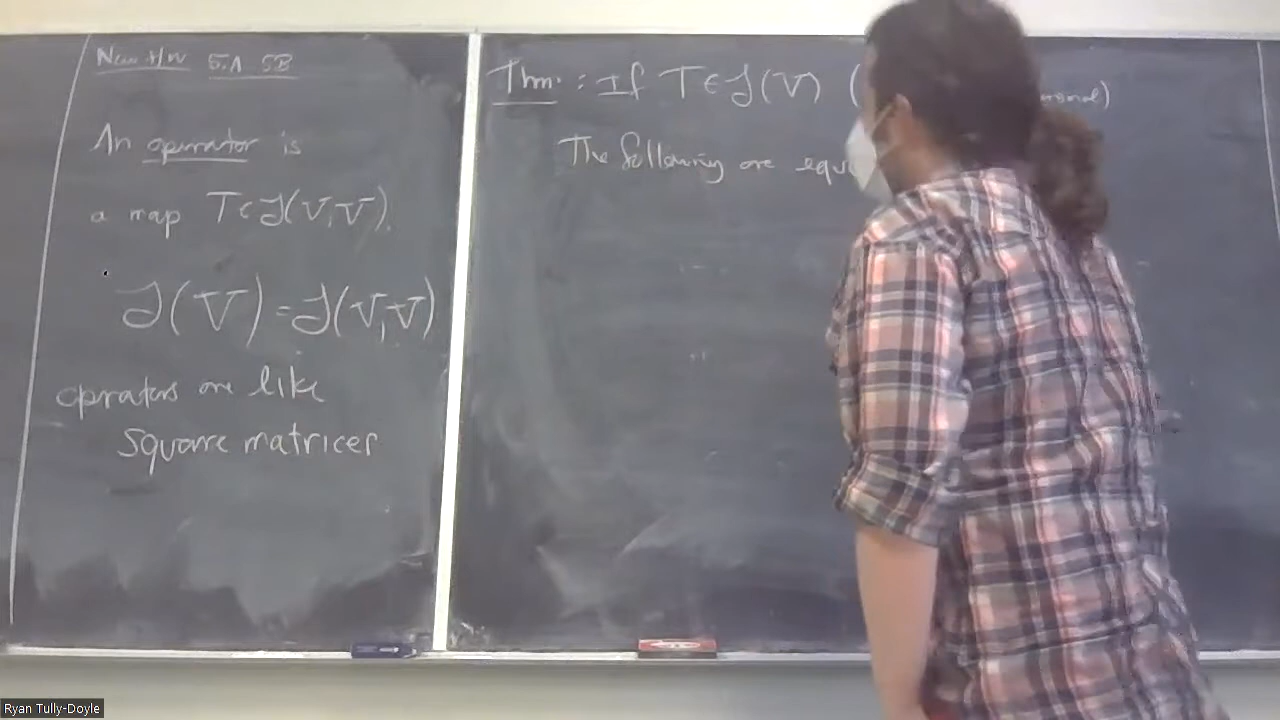 New HW 5.A 5B
An operator is
a map T ∈ ℒ(V,V).
ℒ(V) = ℒ(V,V)
operators are like
square matrices
Thm. : If T ∈ ℒ(V) (
The following are equ
Ryan Tully-Doyle